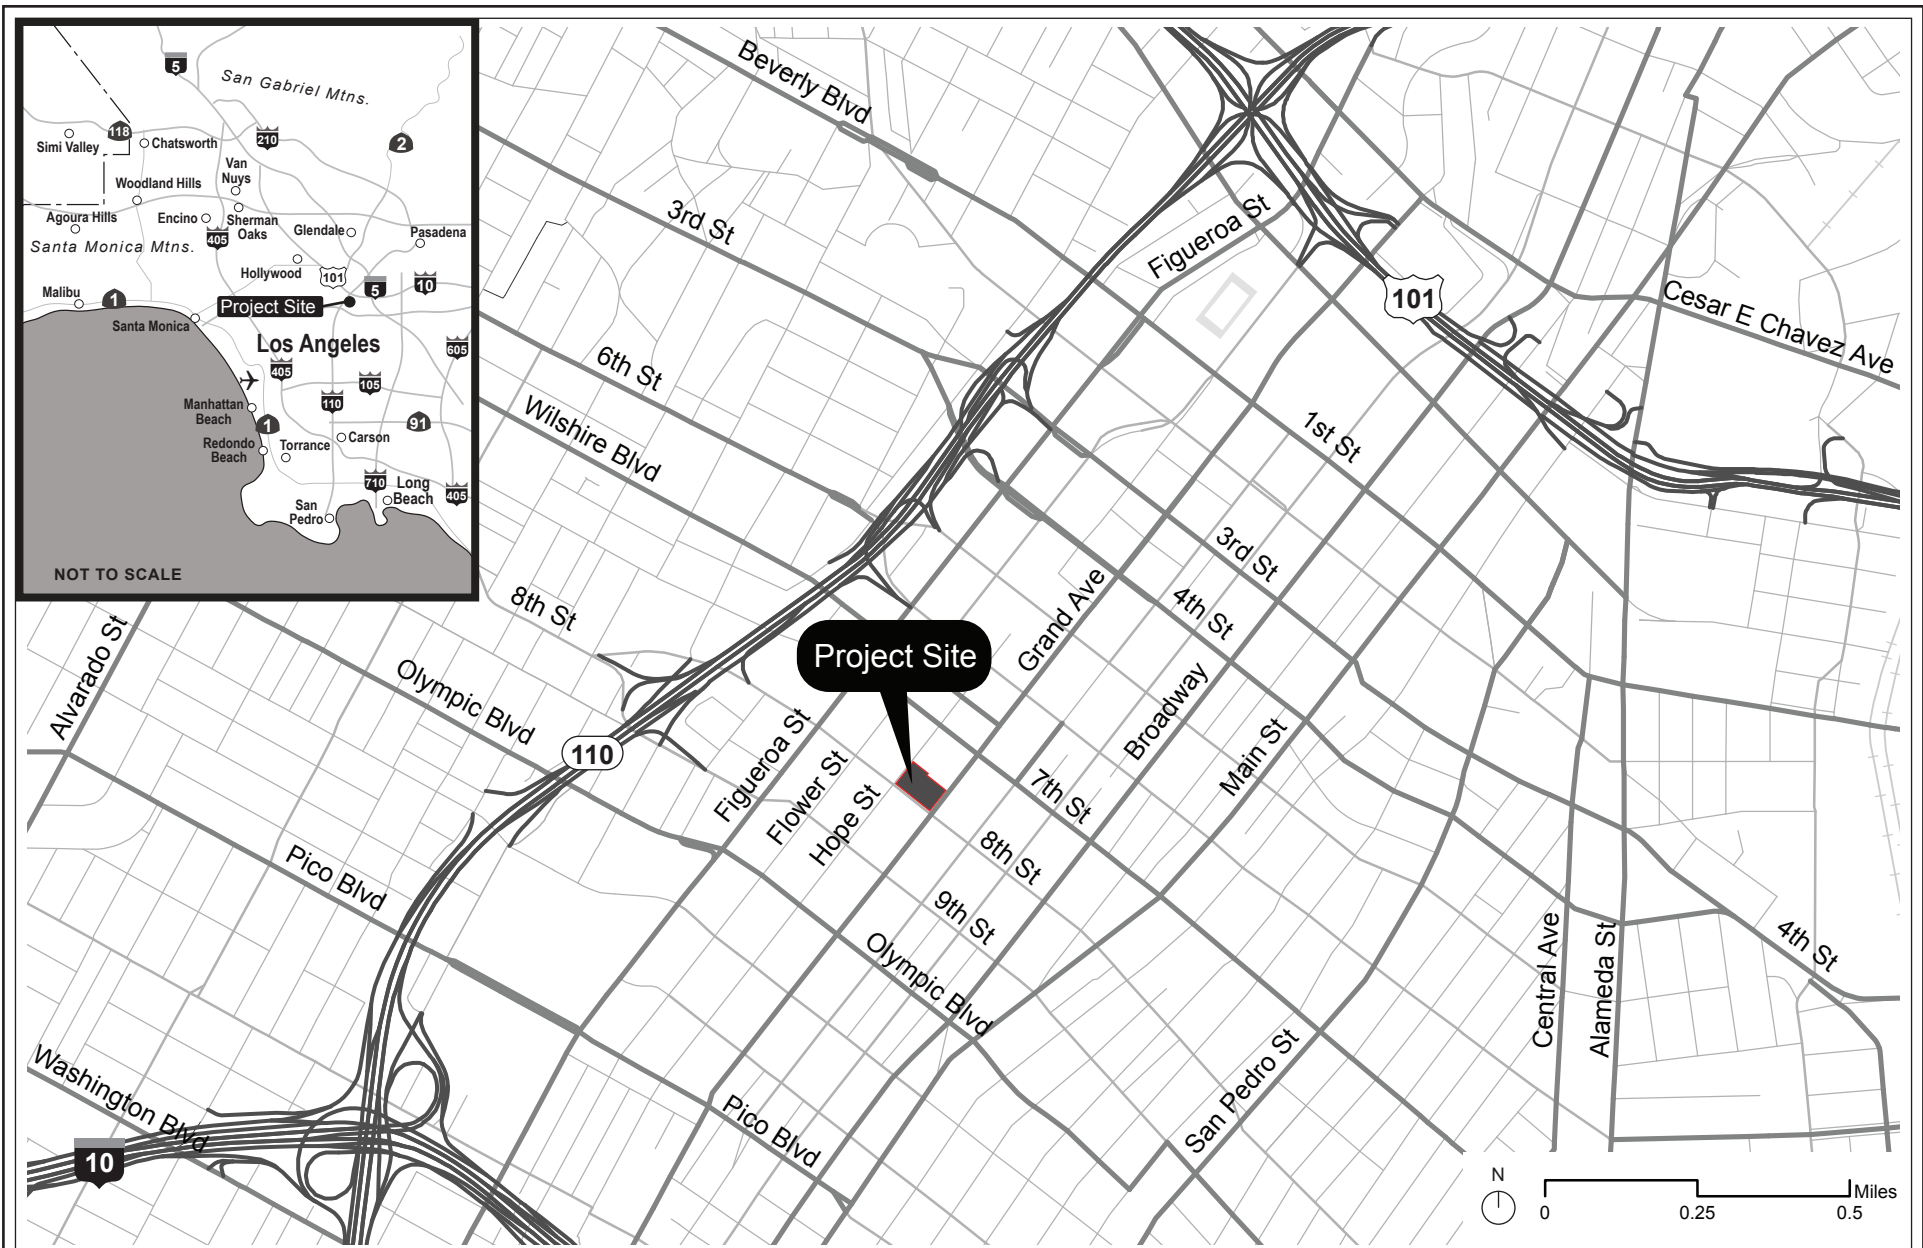 5
San Gabriel Mtns.
118
Simi Valley
Chatsworth
210
2
Van
Nuys
Woodland Hills
Agoura Hills
Encino
Sherman
Oaks
405
Glendale
Pasadena
Santa Monica Mtns.
Hollywood
101
5
10
Malibu
1
Project Site
Santa Monica
Los Angeles
605
405
105
110
Manhattan
Beach
1
91
Redondo
Beach
Torrance
Carson
710
Long
Beach
405
San
Pedro
NOT TO SCALE
Beverly Blvd
3rd St
Figueroa St
101
Cesar E Chavez Ave
6th St
Wilshire Blvd
1st St
3rd St
8th St
4th St
Grand Ave
Alvarado St
Project Site
Olympic Blvd
Broadway
110
Figueroa St
Flower St
Hope St
Main St
7th St
8th St
Pico Blvd
9th St
Olympic Blvd
4th St
Central Ave
Alameda St
Washington Blvd
San Pedro St
Pico Blvd
10
N
Miles
0
0.25
0.5